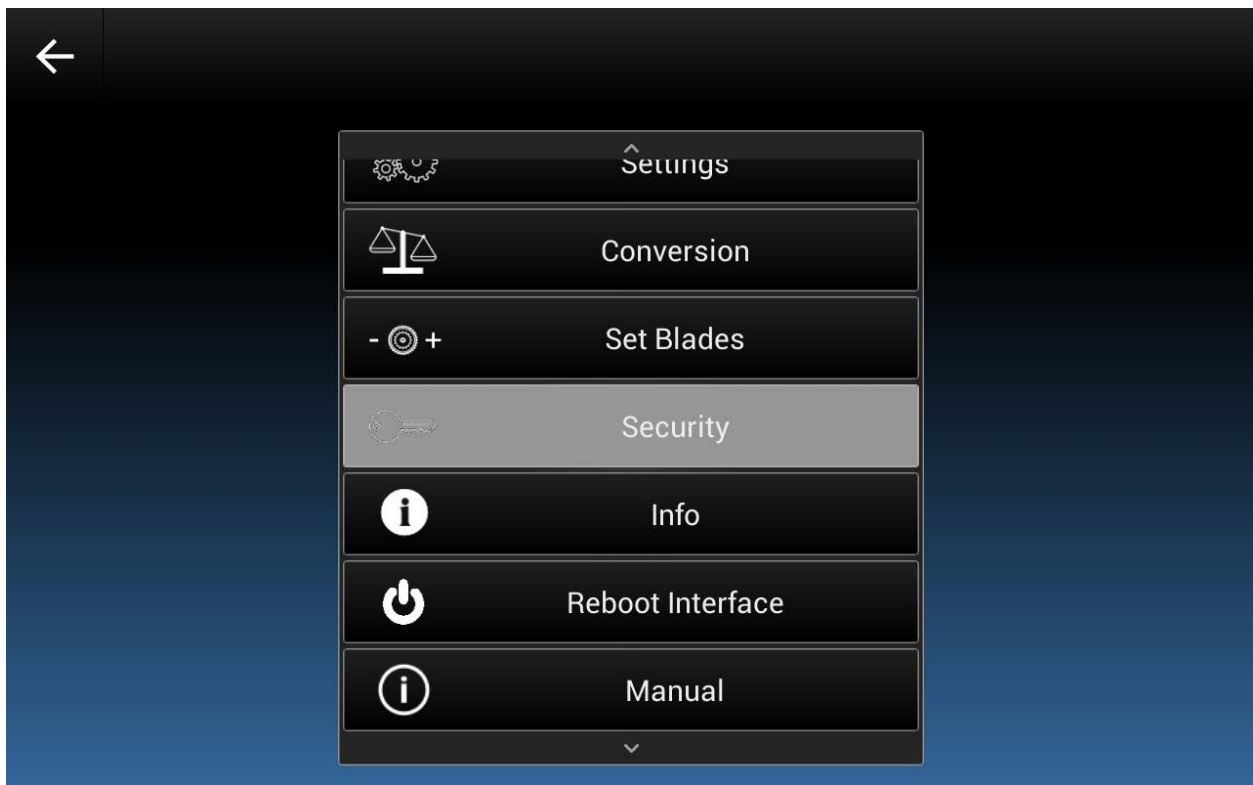 Settings
Conversion
- +
Set Blades
Security
Info
Reboot Interface
Manual